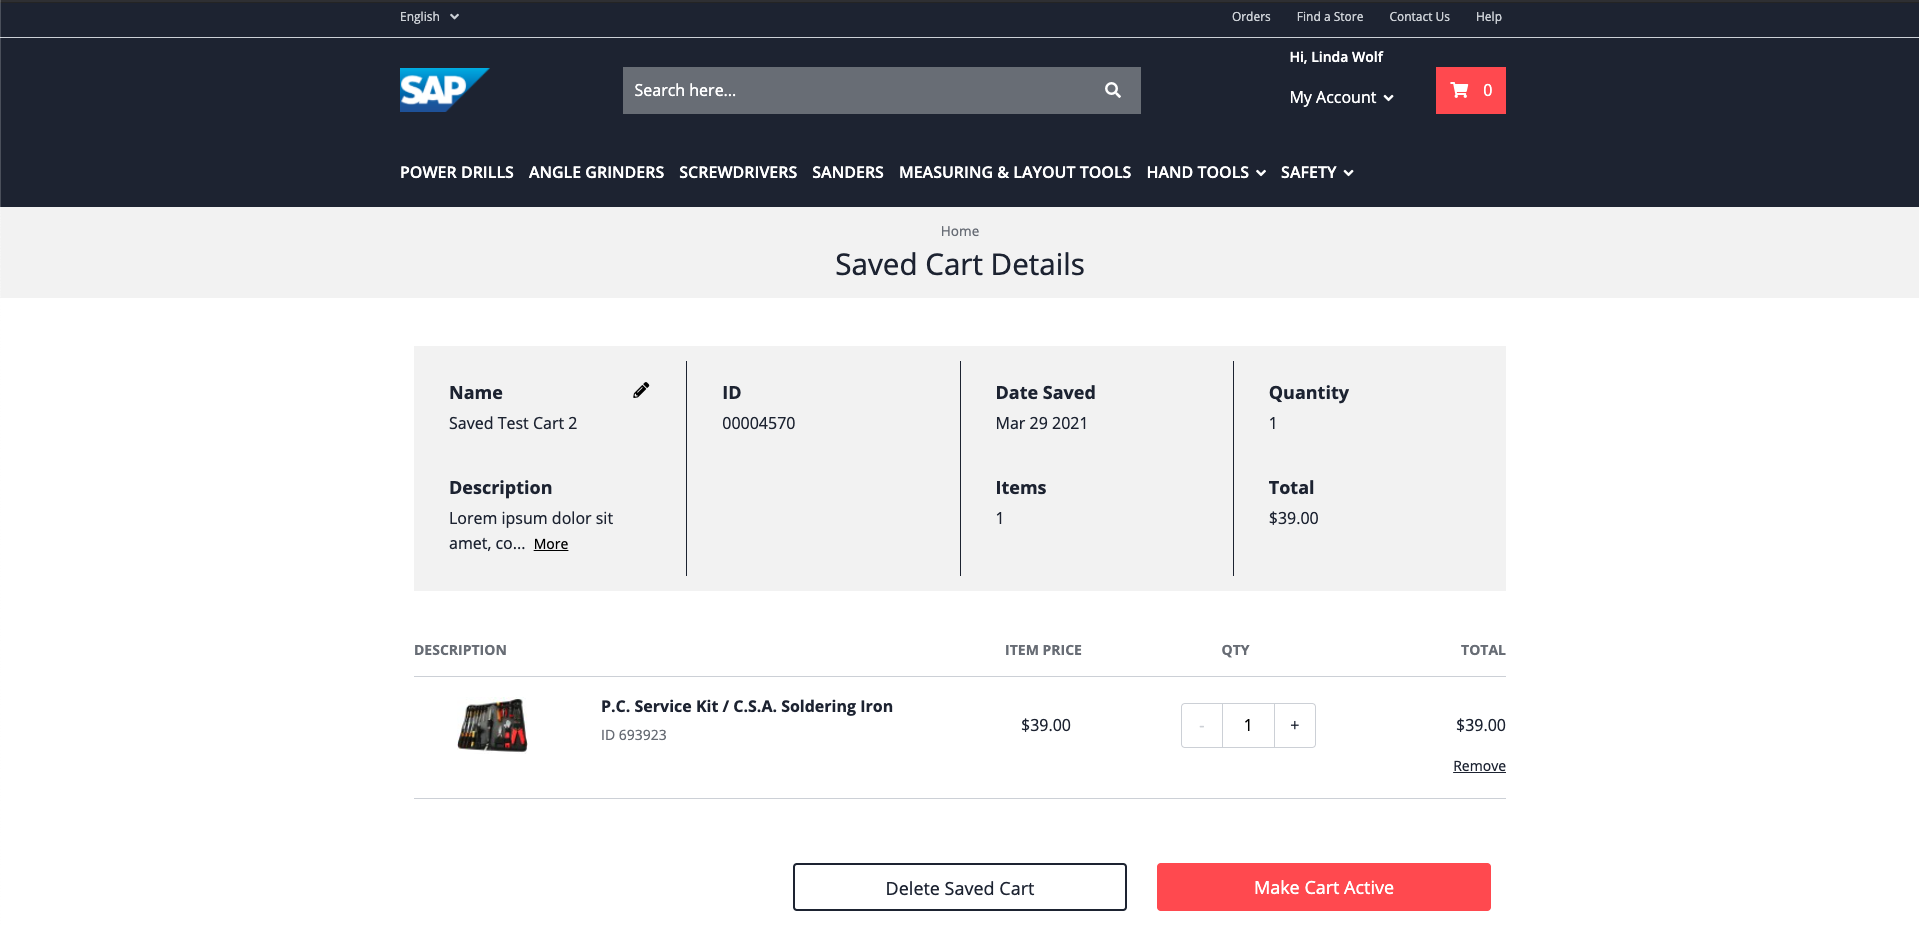 English
Orders Find a Store Contact Us Help
SAP
Search here...
Hi, Linda Wolf
My Account
0
POWER DRILLS ANGLE GRINDERS SCREWDRIVERS SANDERS MEASURING & LAYOUT TOOLS HAND TOOLS SAFETY
Home
Saved Cart Details
Name
Saved Test Cart 2
Description
Lorem ipsum dolor sit
amet, co... More
ID
00004570
Date Saved
Mar 29 2021
Items
1
Quantity
1
Total
$39.00
DESCRIPTION ITEM PRICE QTY TOTAL
P.C. Service Kit / C.S.A. Soldering Iron
ID 693923
$39.00
- 1 +
$39.00
Remove
Delete Saved Cart
Make Cart Active